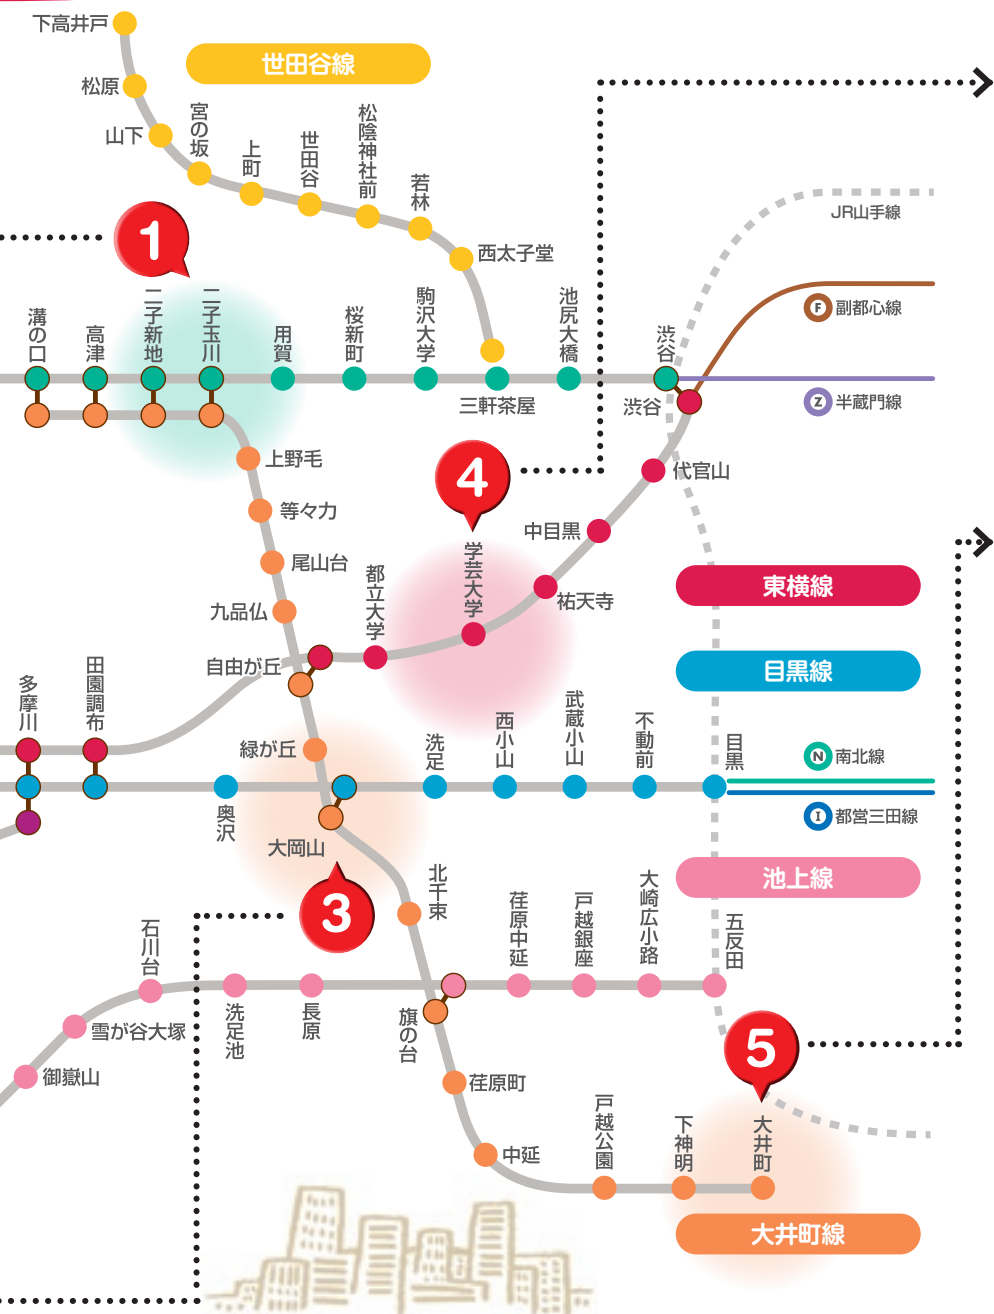 下高井戸
世田谷線
松原
山下
宮の坂
上町
世田谷
松陰神社前
若林
西太子堂
JR山手線
1
F 副都心線
溝の口
高津
二子新地
二子玉川
用賀
桜新町
駒沢大学
三軒茶屋
池尻大橋
渋谷
渋谷
Z 半蔵門線
上野毛
4
代官山
等々力
中目黒
尾山台
学芸大学
祐天寺
東横線
都立大学
九品仏
自由が丘
目黒線
多摩川
田園調布
緑が丘
洗足
西小山
武蔵小山
不動前
目黒
N 南北線
奥沢
I 都営三田線
大岡山
池上線
3
北千束
荏原中延
戸越銀座
大崎広小路
五反田
石川台
洗足池
長原
旗の台
雪が谷大塚
5
御嶽山
荏原町
中延
戸越公園
下神明
大井町
大井町線